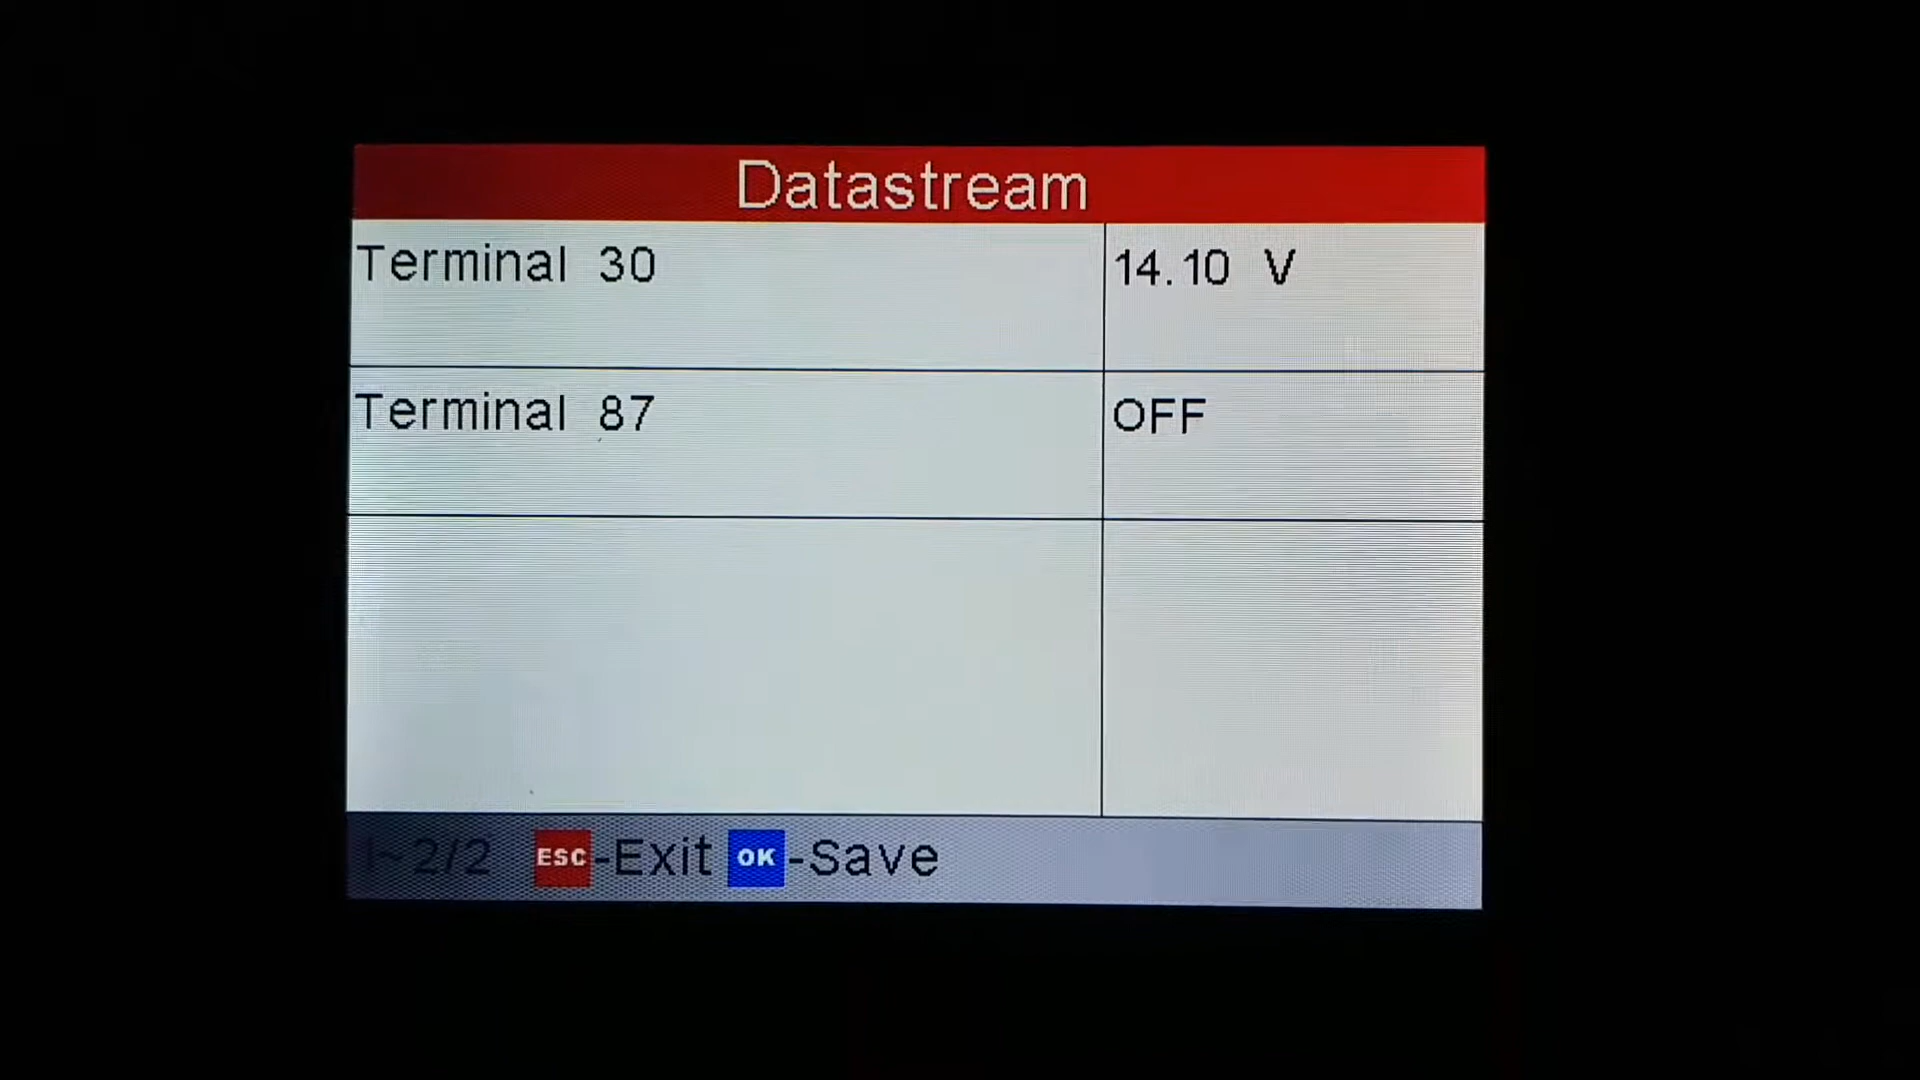 Datastream
Terminal 30 14.10 V
Terminal 87 OFF
1~2/2 ESC-Exit OK-Save